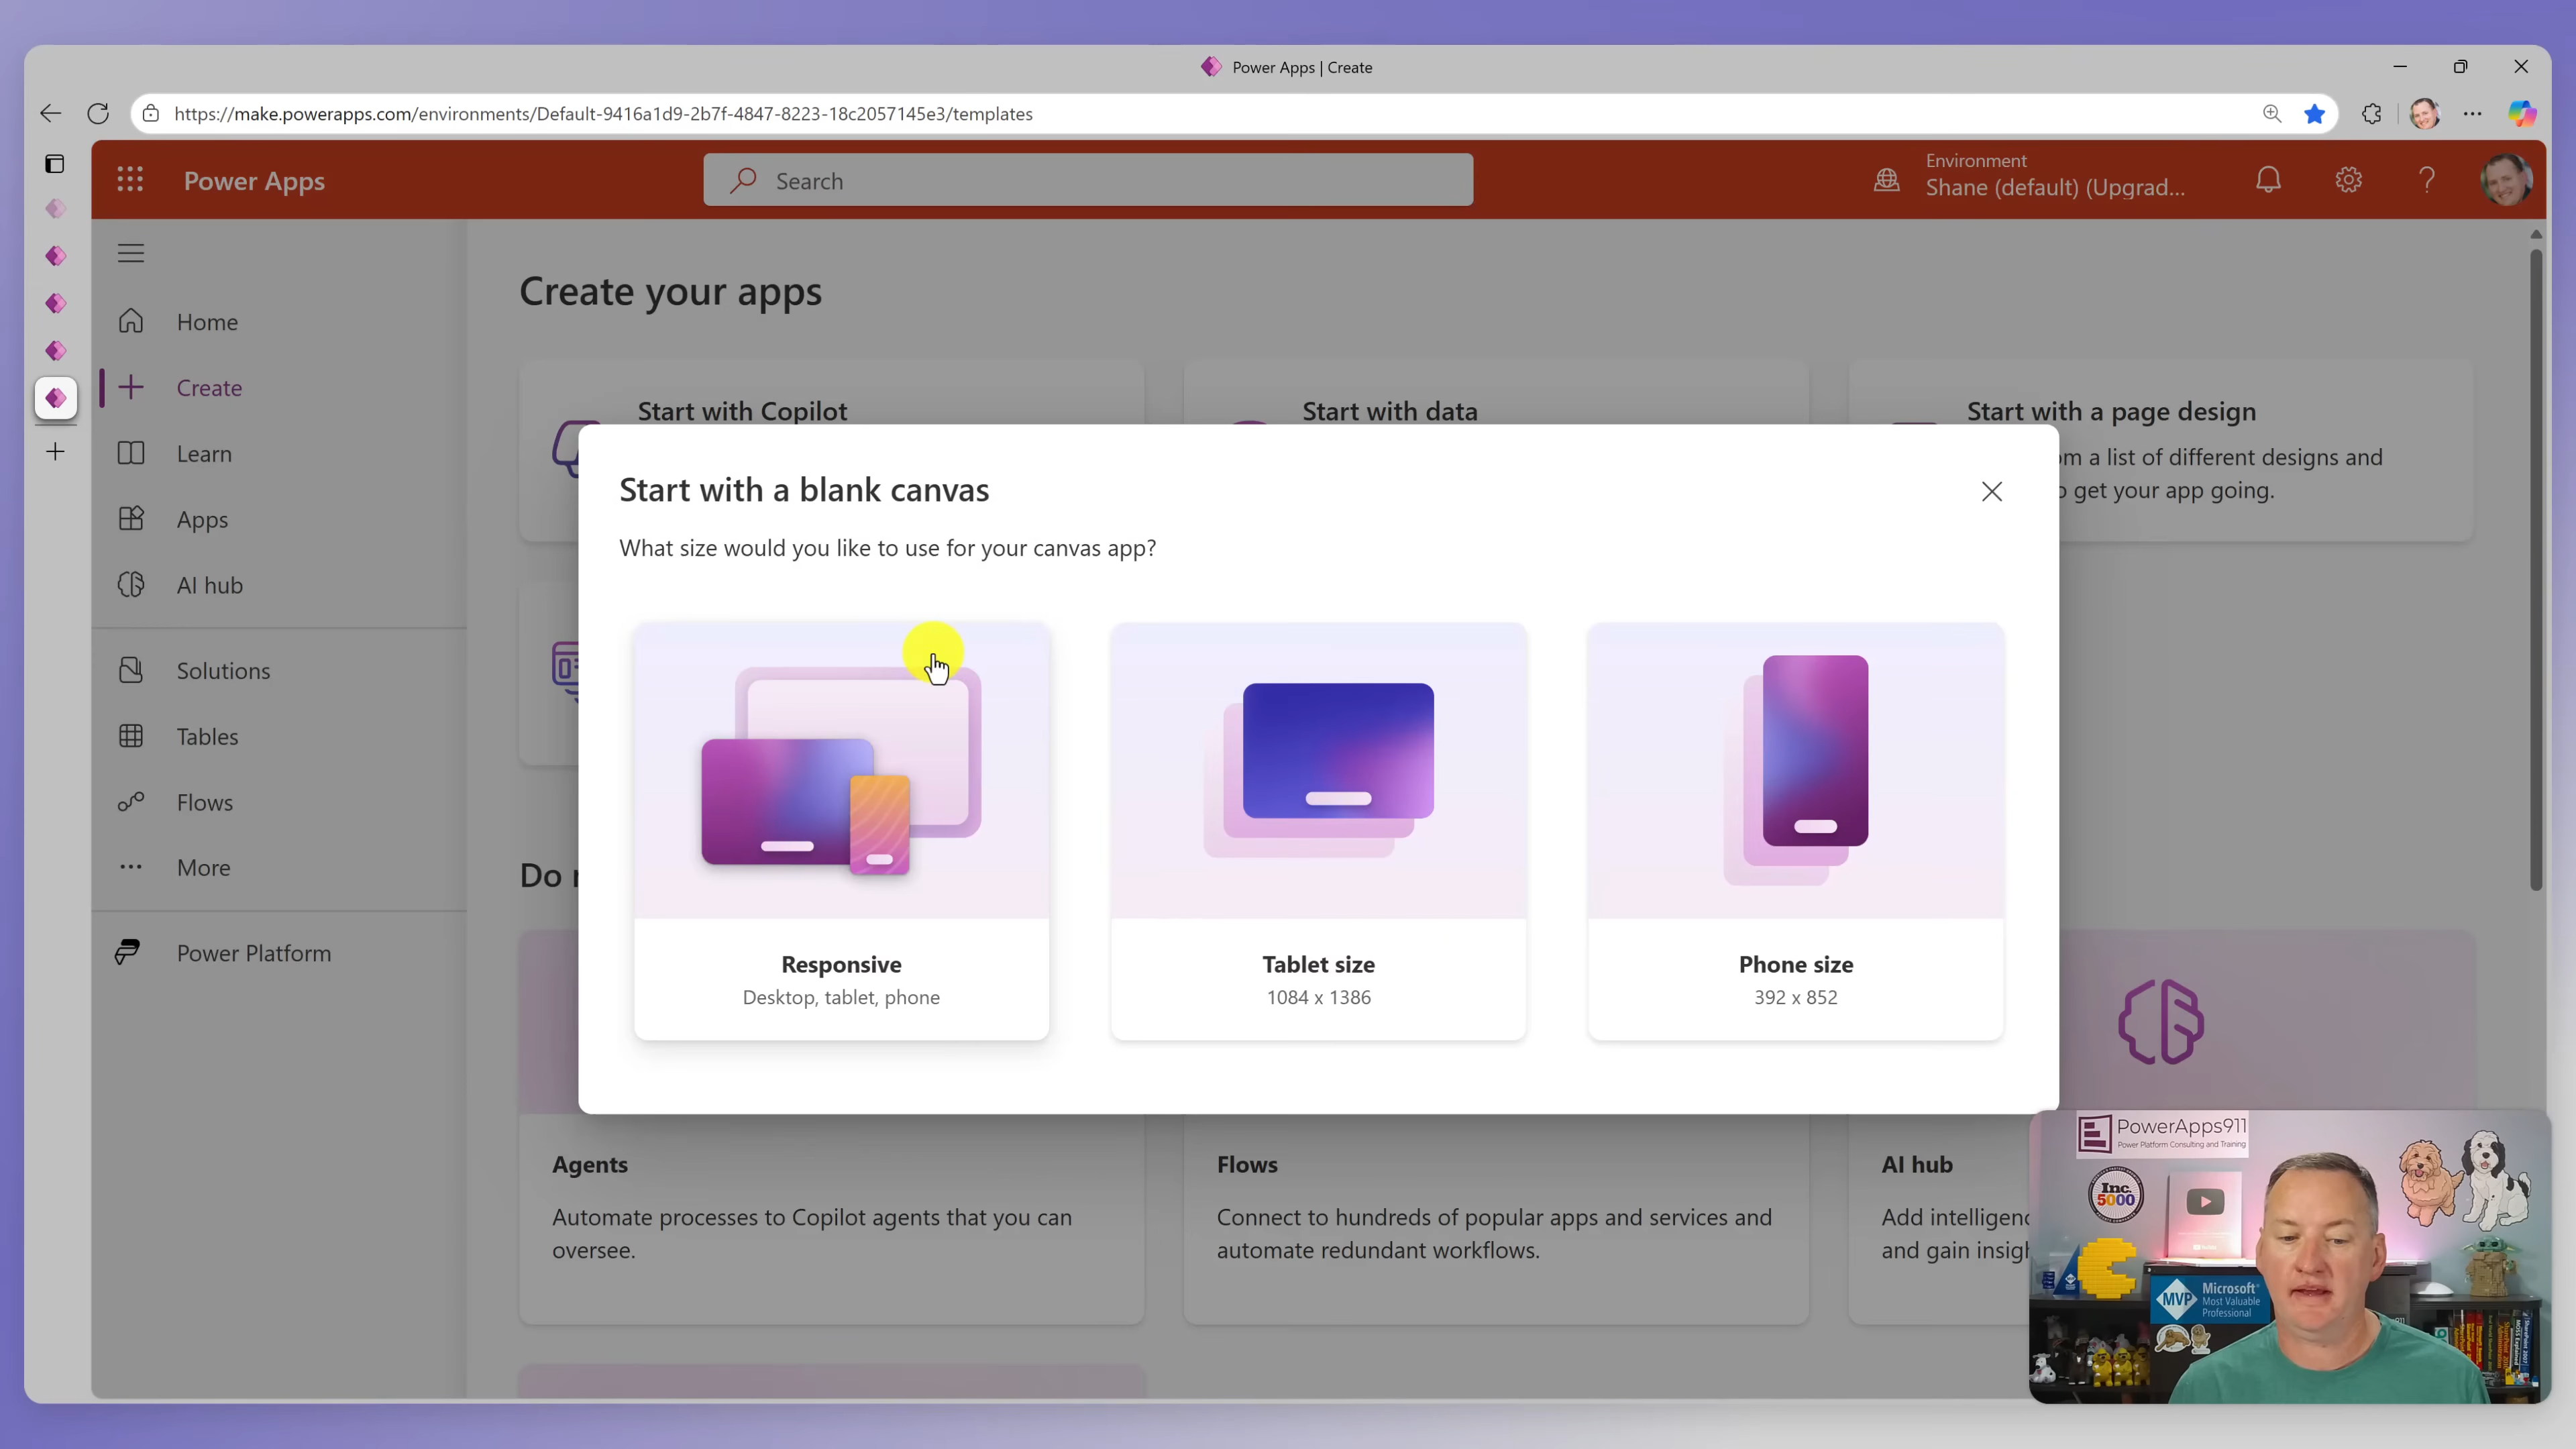 Power Apps | Create
https://make.powerapps.com/environments/Default-9416a1d9-2b7f-4847-8223-18c2057145e3/templates
Power Apps
Search
Environment
Shane (default) (Upgrad...
Home
Create
Learn
Apps
AI hub
Solutions
Tables
Flows
More
Power Platform
Create your apps
Start with Copilot
Start with data
Start with a page design
om a list of different designs and
get your app going.
Start with a blank canvas
What size would you like to use for your canvas app?
Responsive
Desktop, tablet, phone
Tablet size
1084 x 1386
Phone size
392 x 852
Do
Agents
Automate processes to Copilot agents that you can
oversee.
Flows
Connect to hundreds of popular apps and services and
automate redundant workflows.
AI hub
Add intelligenc
and gain insigh
PowerApps911
Power Platform Consulting and Training
Inc.
5000
MVP
Microsoft
Most Valuable
Professional